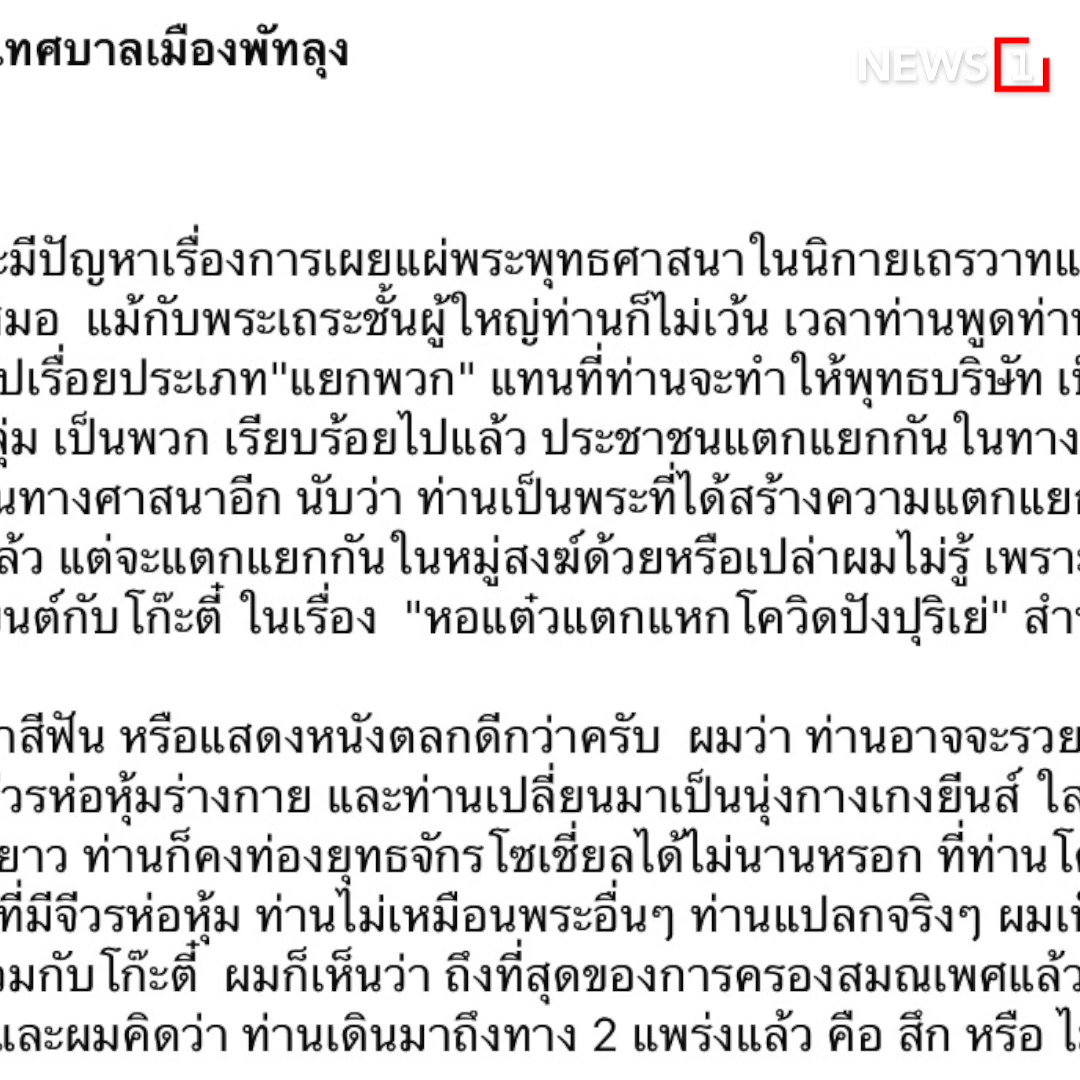 เทศบาลเมืองพัทลุง
NEWS 1
มีปัญหาเรื่องการเผยแผ่พระพุทธศาสนาในนิกายเถรวาท
สมอ แม้กับพระเถระชั้นผู้ใหญ่ท่านก็ไม่เว้น เวลาท่านพูดท่าน
ปเรื่อยประเภท"แยกพวก" แทนที่ท่านจะทำให้พุทธบริษัท
ลุ่ม เป็นพวก เรียบร้อยไปแล้ว ประชาชนแตกแยกกันในทาง
นทางศาสนาอีก นับว่า ท่านเป็นพระที่ได้สร้างความแตกแยก
ล้ว แต่จะแตกแยกกันในหมู่สงฆ์ด้วยหรือเปล่าผมไม่รู้ เพราะ
นต์กับโก๊ะตี๋ ในเรื่อง "หอแต๋วแตกแหกโควิดปังปุริเย่"
สีฟัน หรือแสดงหนังตลกดีกว่าครับ ผมว่า ท่านอาจจะรวย
วรห่อหุ้มร่างกาย และท่านเปลี่ยนมาเป็นนุ่งกางเกงยีนส์ ใส
ยาว ท่านก็คงท่องยุทธจักรโซเชี่ยลได้ไม่นานหรอก ที่ท่าน
ที่มีจีวรห่อหุ้ม ท่านไม่เหมือนพระอื่นๆ ท่านแปลกจริงๆ
มกับโก๊ะตี๋ ผมก็เห็นว่า ถึงที่สุดของการครองสมณเพศแล้ว
และผมคิดว่า ท่านเดินมาถึงทาง 2 แพร่งแล้ว คือ สึก หรือ